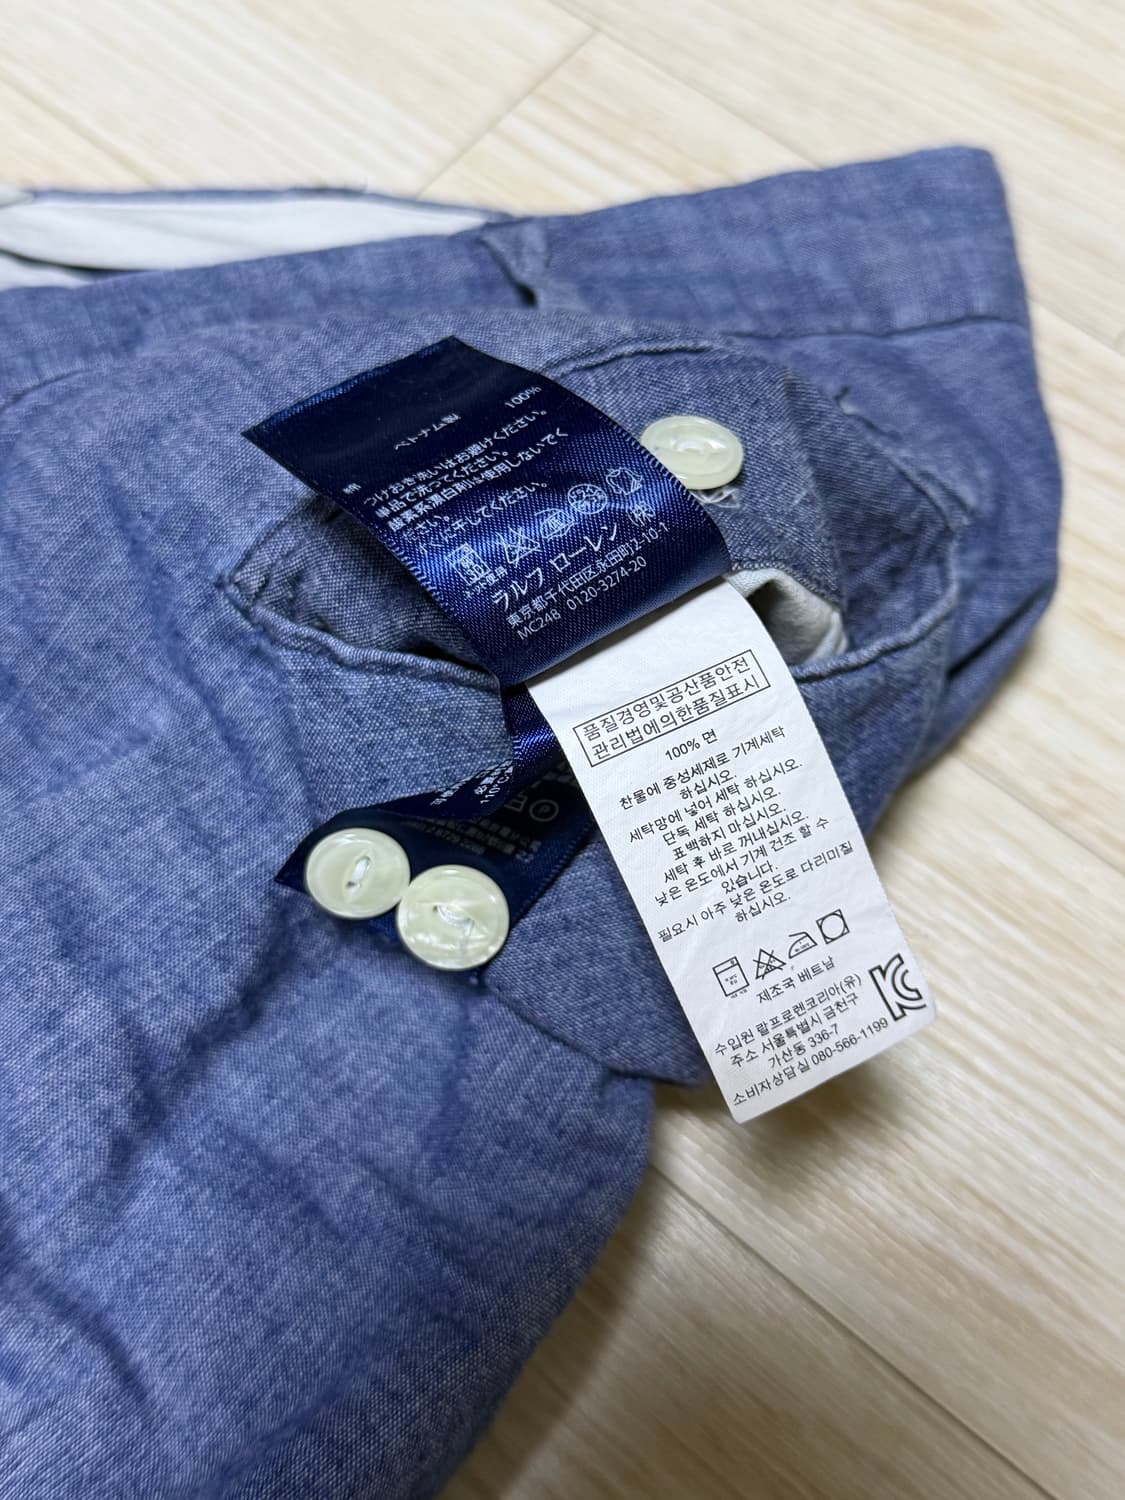 100%
ベトナム製
綿
つけおき洗いはお避けください。
単品で洗ってください。
酸素系漂白剤は使用しないでく
ださい。
ラルフ ローレン (株)
東京都千代田区永田町2-10-1
MC248 0120-3274-20
품질경영및공산품안전
관리법에의한품질표시
100% 면
찬물에 중성세제로 기계세탁
하십시오.
세탁망에 넣어 세탁 하십시오.
단독 세탁 하십시오.
표백하지 마십시오.
세탁 후 바로 꺼내십시오.
낮은 온도에서 기계 건조 할 수
있습니다.
필요시 아주 낮은 온도로 다리미질
하십시오.
제조국 베트남
수입원 랄프로렌코리아(유)
주소 서울특별시 금천구
가산동 336-7
소비자상담실 080-566-1199